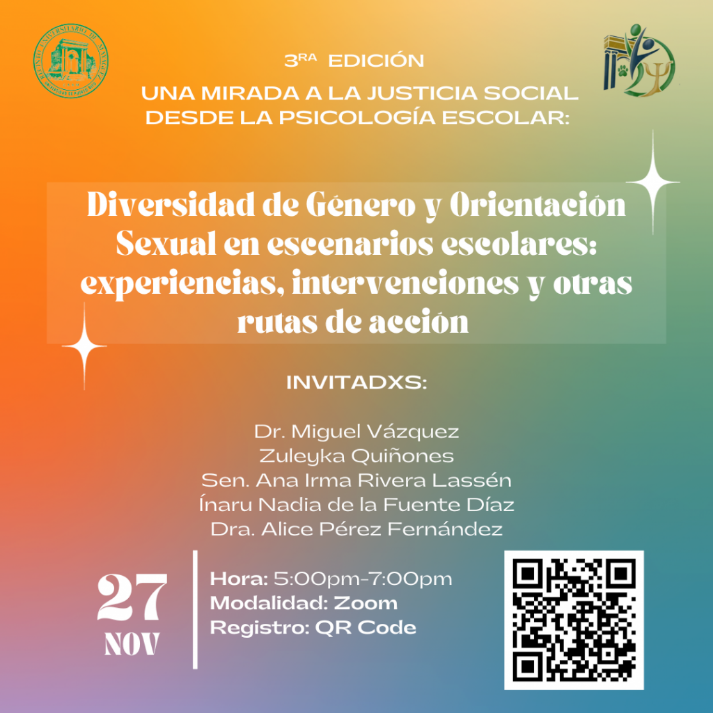 3RA EDICIÓN
UNA MIRADA A LA JUSTICIA SOCIAL
DESDE LA PSICOLOGÍA ESCOLAR:
Diversidad de Género y Orientación
Sexual en escenarios escolares:
experiencias, intervenciones y otras
rutas de acción
INVITADXS:
Dr. Miguel Vázquez
Zuleyka Quiñones
Sen. Ana Irma Rivera Lassén
Ínaru Nadia de la Fuente Díaz
Dra. Alice Pérez Fernández
27
NOV
Hora: 5:00pm-7:00pm
Modalidad: Zoom
Registro: QR Code